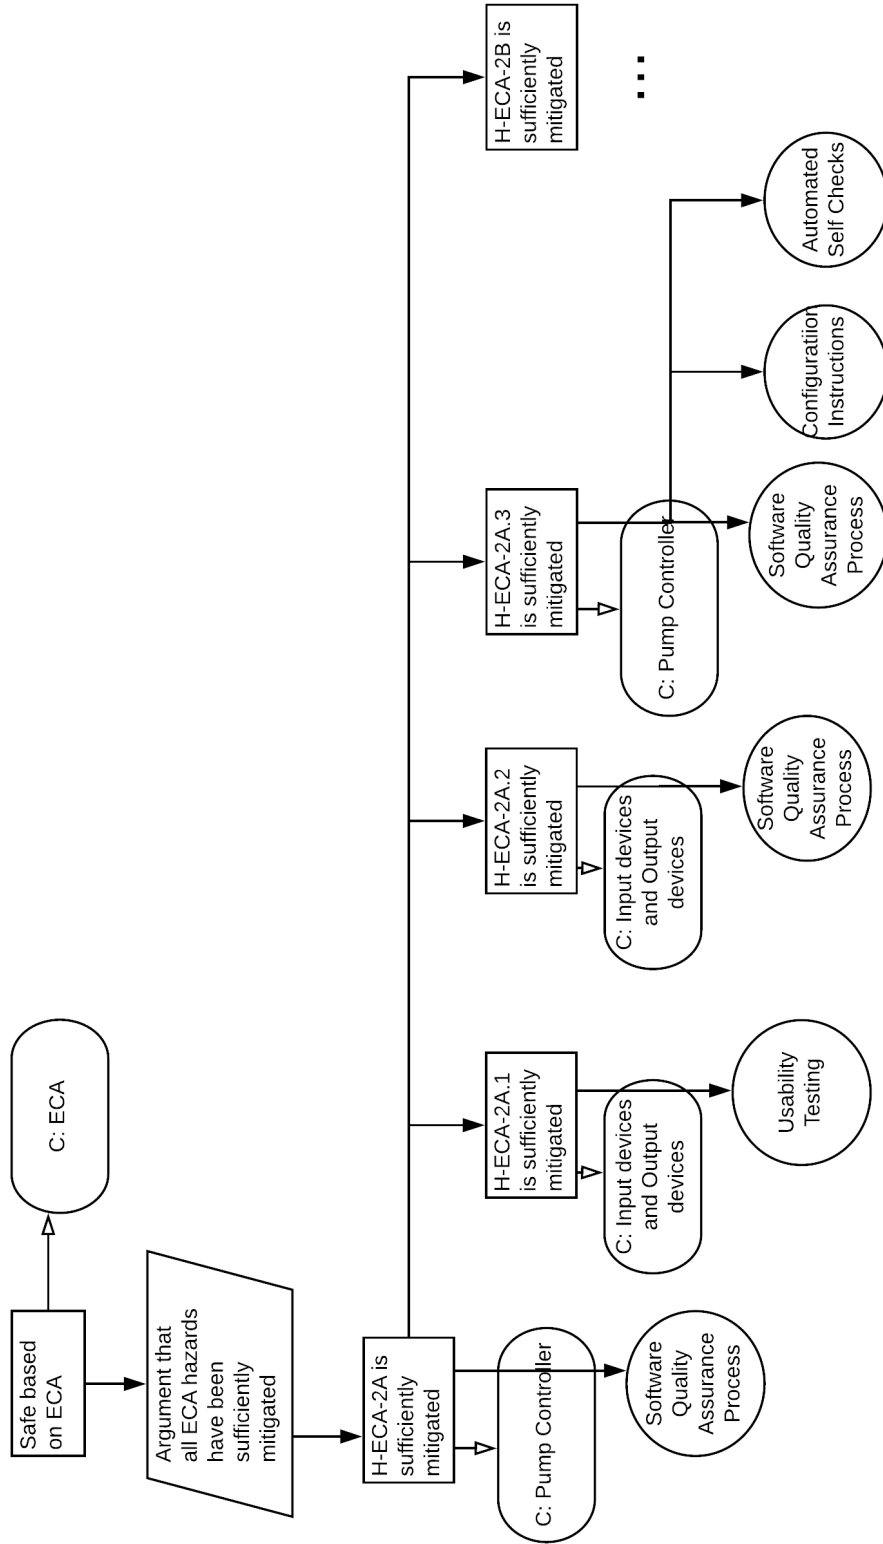 Safe based
on ECA
C: ECA
Argument that
all ECA hazards
have been
sufficiently
mitigated
H-ECA-2A is
sufficiently
mitigated
C: Pump Controller
Software
Quality
Assurance
Process
H-ECA-2A.1
is sufficiently
mitigated
C: Input devices
and Output
devices
Usability
Testing
H-ECA-2A.2
is sufficiently
mitigated
C: Input devices
and Output
devices
Software
Quality
Assurance
Process
H-ECA-2A.3
is sufficiently
mitigated
C: Pump Controller
Software
Quality
Assurance
Process
Configuratiion
Instructions
Automated
Self Checks
H-ECA-2B is
sufficiently
mitigated
...